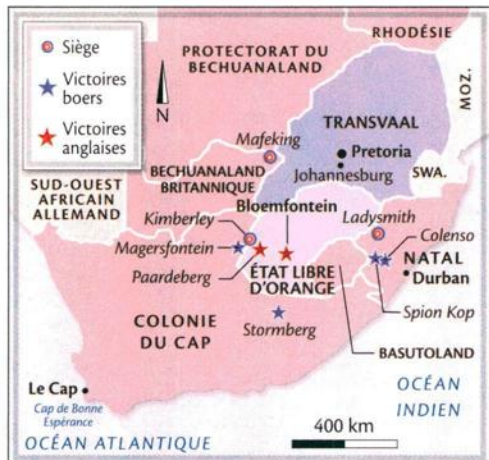 Siège
Victoires
boers
Victoires
anglaises
N
PROTECTORAT DU
BECHUANALAND
RHODÉSIE
MOZ.
TRANSVAAL
Mafeking
Pretoria
Johannesburg
BECHUANALAND
BRITANNIQUE
SWA.
SUD-OUEST
AFRICAIN
ALLEMAND
Bloemfontein
Kimberley
Ladysmith
Magersfontein
Colenso
Paardeberg
ÉTAT LIBRE
D'ORANGE
NATAL
Durban
COLONIE
DU CAP
Stormberg
Spion Kop
BASUTOLAND
Le Cap
Cap de Bonne
Espérance
OCÉAN
INDIEN
400 km
OCÉAN ATLANTIQUE